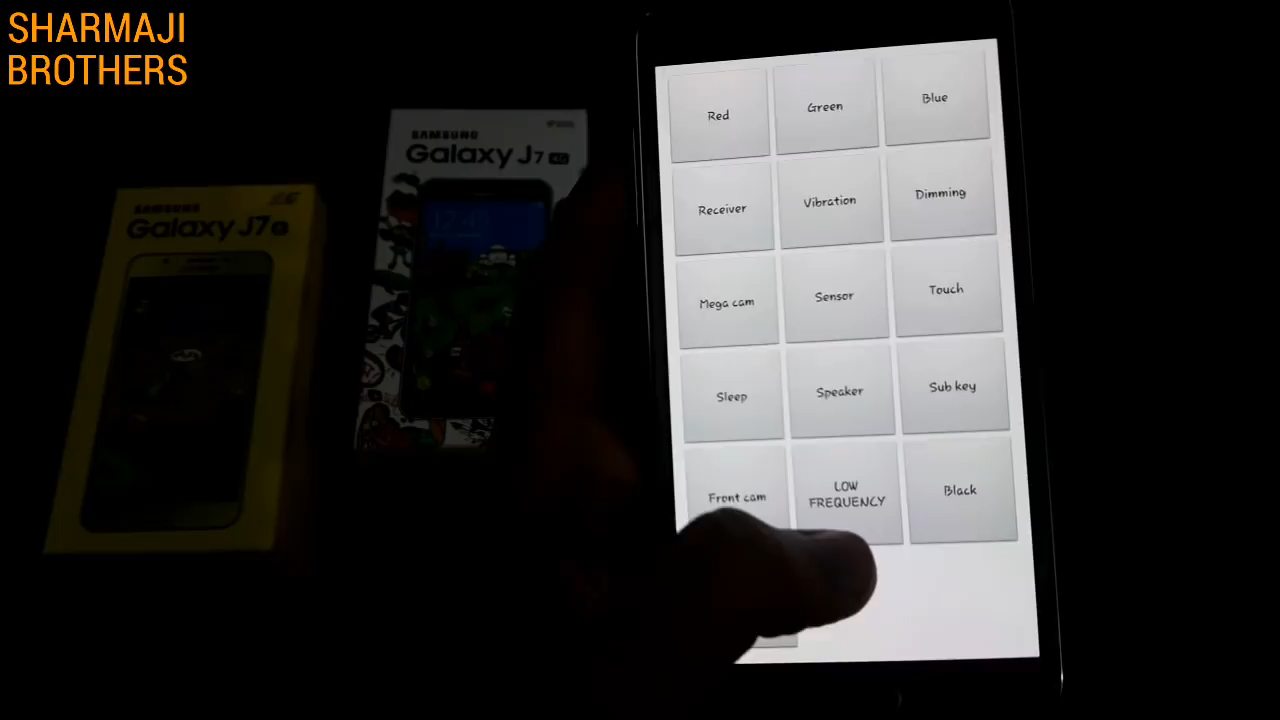 SHARMAJI
BROTHERS
SAMSUNG
Galaxy J7
SAMSUNG
Galaxy J7 6
Red
Green
Blue
Receiver
Vibration
Dimming
Mega cam
Sensor
Touch
Sleep
Speaker
Sub key
Front cam
LOW
FREQUENCY
Black